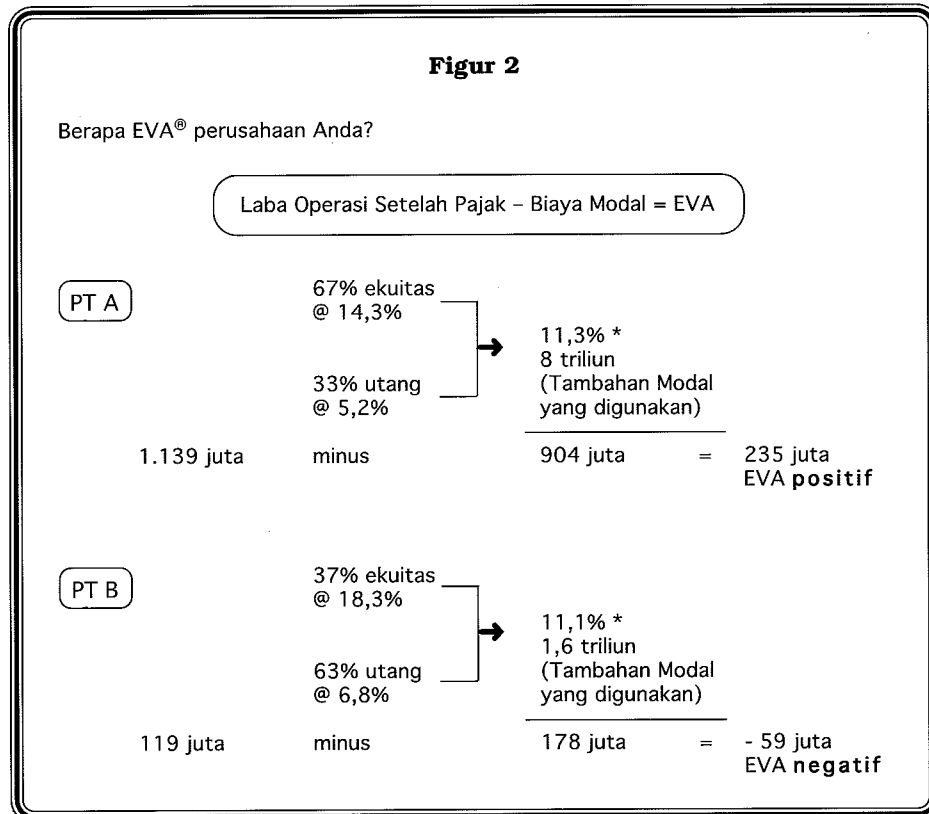 Figur 2
Berapa EVA® perusahaan Anda?
Laba Operasi Setelah Pajak – Biaya Modal = EVA
PT A
67% ekuitas
@ 14,3%
33% utang
@ 5,2%
11,3% *
8 triliun
(Tambahan Modal
yang digunakan)
1.139 juta minus 904 juta = 235 juta
EVA positif
PT B
37% ekuitas
@ 18,3%
63% utang
@ 6,8%
11,1% *
1,6 triliun
(Tambahan Modal
yang digunakan)
119 juta minus 178 juta = - 59 juta
EVA negatif